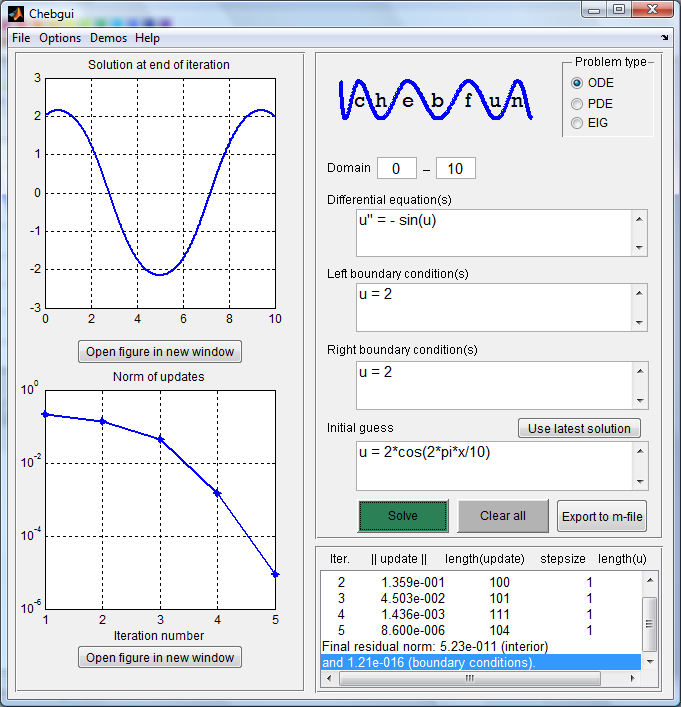 Chebgui
File Options Demos Help
Solution at end of iteration
3
2
1
0
-1
-2
-3
0 2 4 6 8 10
Open figure in new window
Norm of updates
10^0
10^-2
10^-4
10^-6
1 2 3 4 5
Iteration number
Open figure in new window
chebfun
Problem type
ODE
PDE
EIG
Domain 0 – 10
Differential equation(s)
u" = - sin(u)
Left boundary condition(s)
u = 2
Right boundary condition(s)
u = 2
Initial guess
Use latest solution
u = 2*cos(2*pi*x/10)
Solve Clear all Export to m-file
Iter. || update || length(update) stepsize length(u)
2 1.359e-001 100 1
3 4.503e-002 101 1
4 1.436e-003 111 1
5 8.600e-006 104 1
Final residual norm: 5.23e-011 (interior)
and 1.21e-016 (boundary conditions).